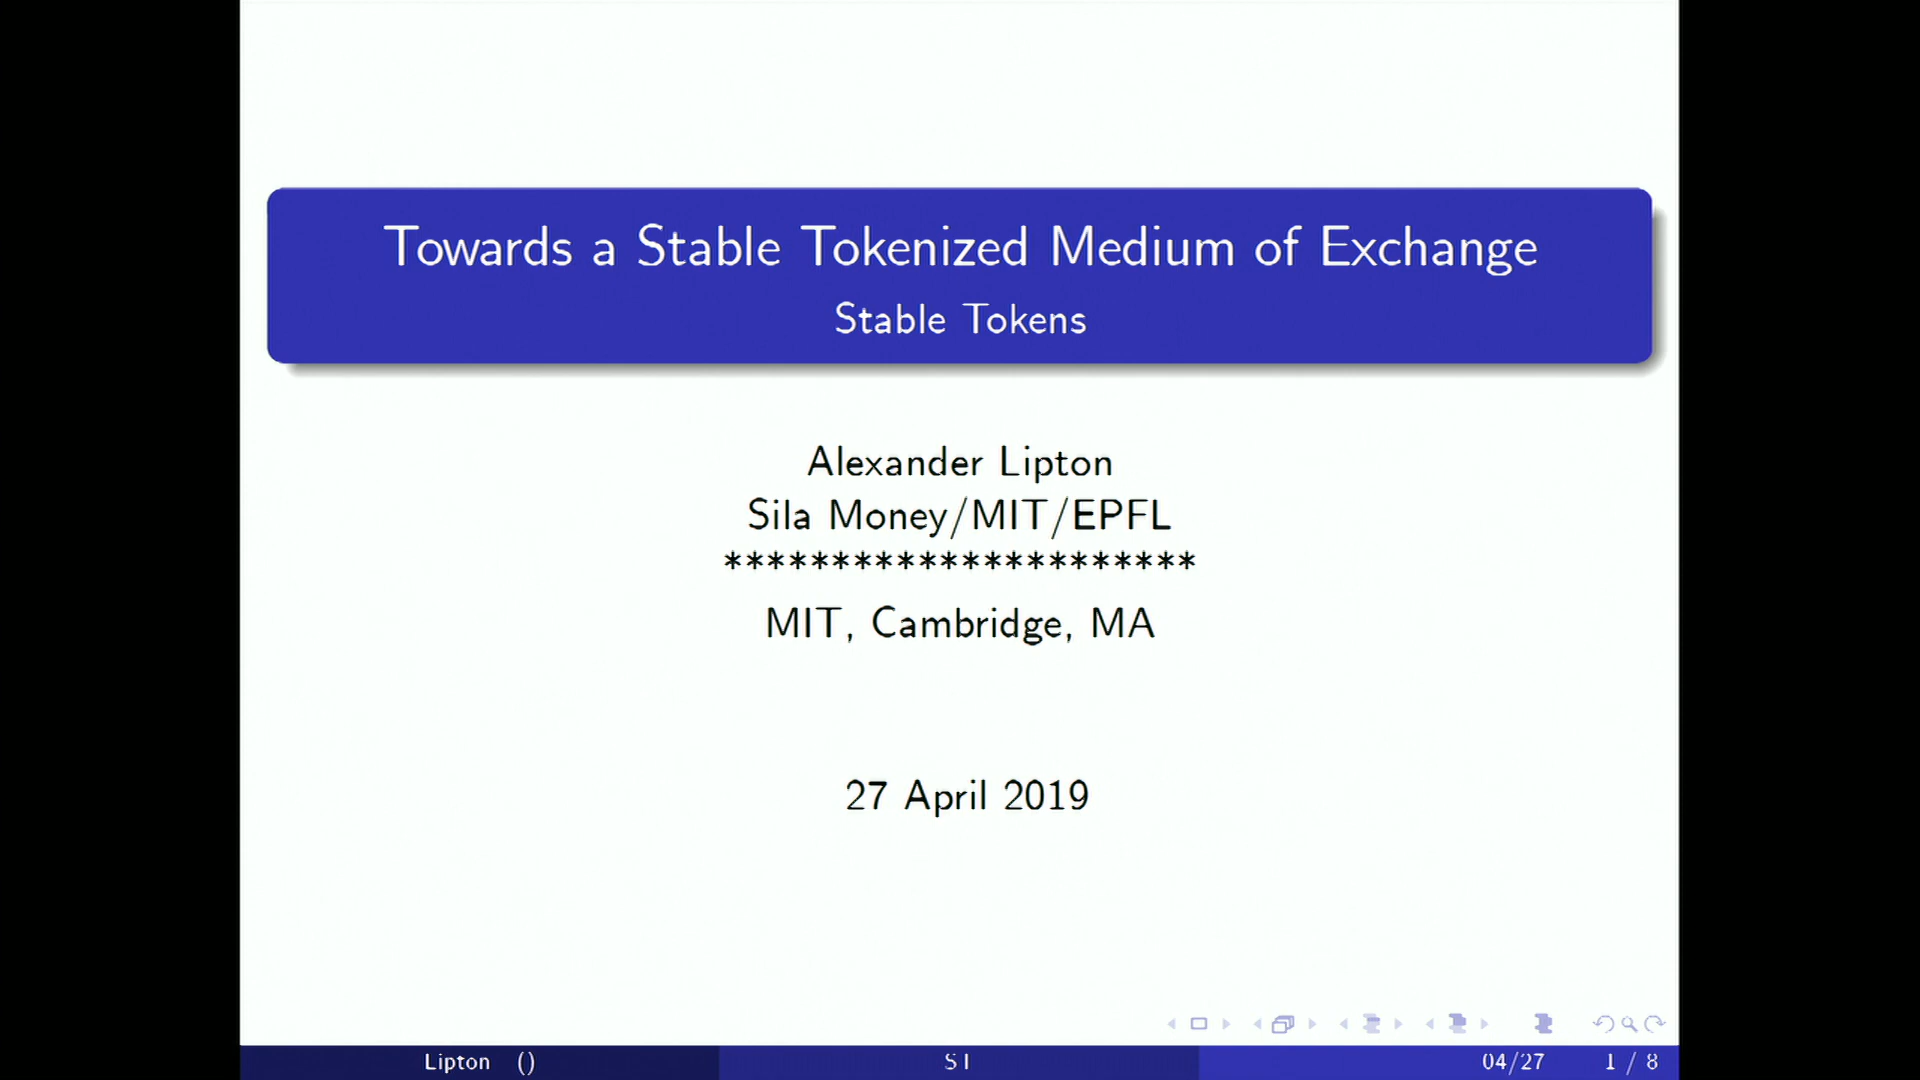 Towards a Stable Tokenized Medium of Exchange
Stable Tokens
Alexander Lipton
Sila Money/MIT/EPFL
**********************
MIT, Cambridge, MA
27 April 2019
Lipton () ST 04/27 1 / 8